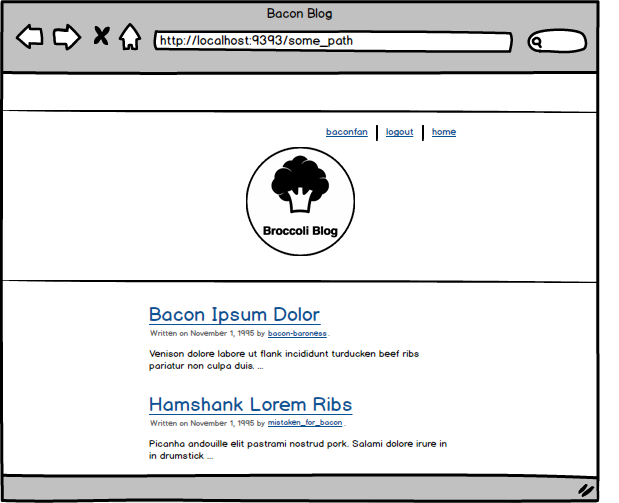 Bacon Blog
http://localhost:9393/some_path
baconfan | logout | home
Broccoli Blog
Bacon Ipsum Dolor
Written on November 1, 1995 by bacon-baroness.
Venison dolore labore ut flank incididunt turducken beef ribs
pariatur non culpa duis. ...
Hamshank Lorem Ribs
Written on November 1, 1995 by mistaken_for_bacon.
Picanha andouille elit pastrami nostrud pork. Salami dolore irure in
in drumstick ...